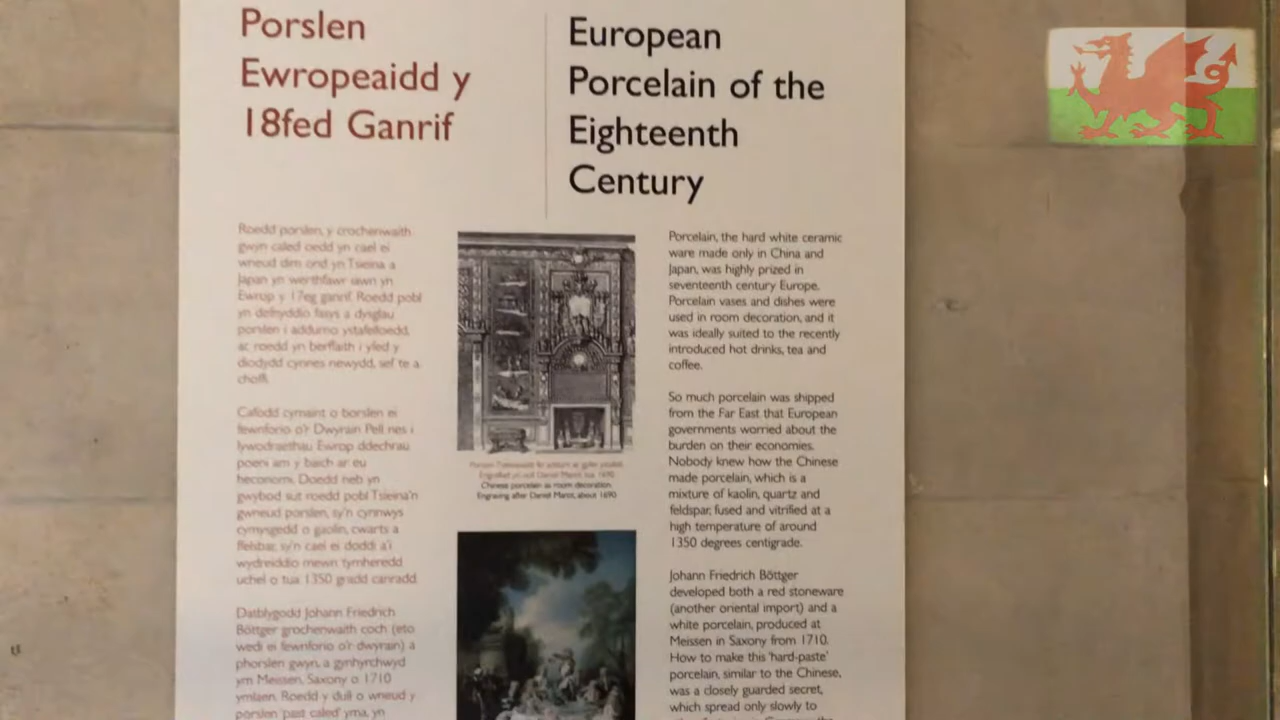 Porslen
Ewropeaidd y
18fed Ganrif
European
Porcelain of the
Eighteenth
Century
Roedd porslen, y crochenwaith
gwyn caled oedd yn cael ei
wneud dim ond yn Tsieina a
Japan yn werthfawr iawn yn
Ewrop y 17eg ganrif. Roedd pobl
yn defnyddio fasys a dysglau
porslen i addurno ystafelloedd,
ac roedd yn berffaith i yfed y
diodydd cynnes newydd, sef te a
choffi.
Cafodd cymaint o borslen ei
fewnforio o'r Dwyrain Pell nes i
lywodraethau Ewrop ddechrau
poeni am y baich ar eu
heconomi. Doedd neb yn
gwybod sut roedd pobl Tsieina'n
gwneud porslen, sy'n cynnwys
cymysgedd o gaolin, cwarts a
ffelsbar, sy'n cael ei doddi a'i
wydreiddio mewn tymheredd
uchel o tua 1350 gradd canradd.
Datblygodd Johann Friedrich
Böttger grochenwaith coch (eto
wedi ei fewnforio o'r dwyrain) a
phorslen gwyn, a gynhyrchwyd
ym Meissen, Saxony o 1710
ymlaen. Roedd y dull o wneud y
porslen 'past caled' yma, yn
Chinese porcelain as room decoration.
Engraving after Daniel Marot, about 1690
Porcelain, the hard white ceramic
ware made only in China and
Japan, was highly prized in
seventeenth century Europe.
Porcelain vases and dishes were
used in room decoration, and it
was ideally suited to the recently
introduced hot drinks, tea and
coffee.
So much porcelain was shipped
from the Far East that European
governments worried about the
burden on their economies.
Nobody knew how the Chinese
made porcelain, which is a
mixture of kaolin, quartz and
feldspar, fused and vitrified at a
high temperature of around
1350 degrees centigrade.
Johann Friedrich Böttger
developed both a red stoneware
(another oriental import) and a
white porcelain, produced at
Meissen in Saxony from 1710.
How to make this 'hard-paste'
porcelain, similar to the Chinese,
was a closely guarded secret,
which spread only slowly to